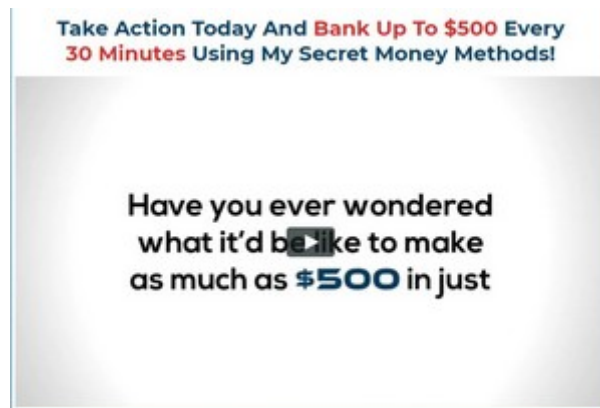 Take Action Today And Bank Up To $500 Every
30 Minutes Using My Secret Money Methods!
Have you ever wondered
what it'd be like to make
as much as $500 in just